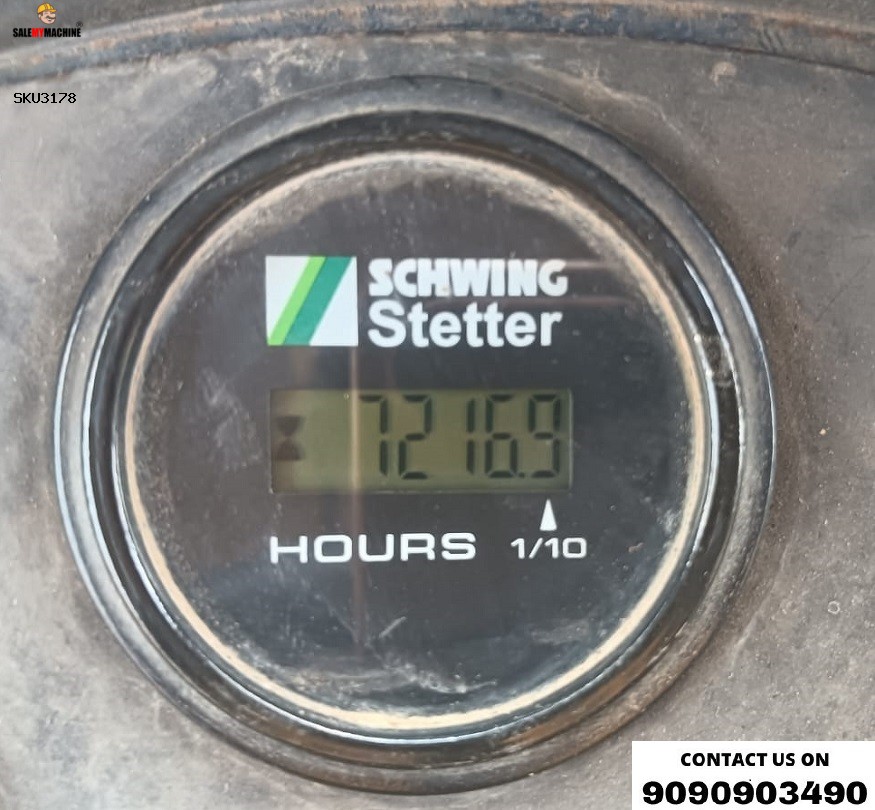 SALEMYMACHINE
SKU3178
SCHWING
Stetter
7216.9
HOURS 1/10
CONTACT US ON
9090903490